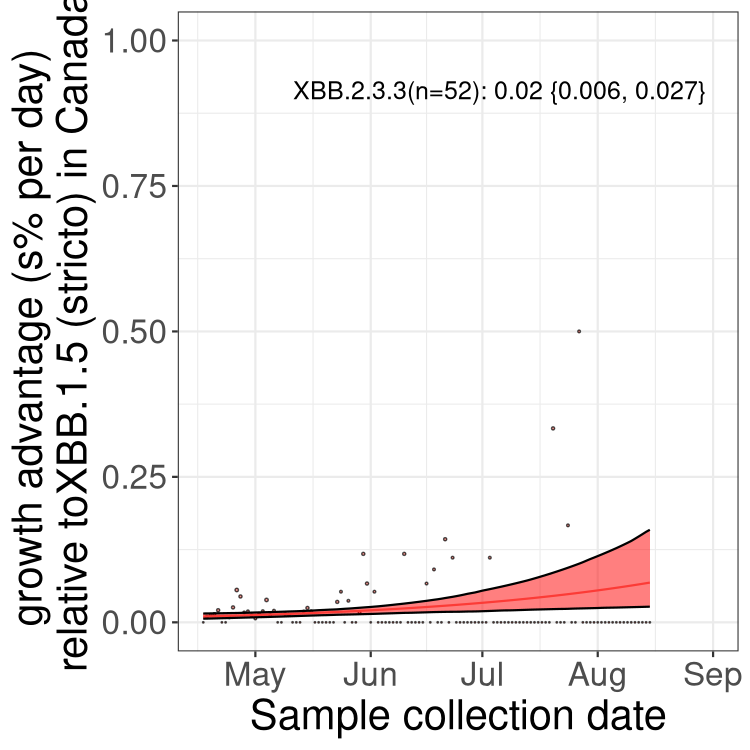 growth advantage (s% per day)
relative toXBB.1.5 (stricto) in Canada
1.00
0.75
0.50
0.25
0.00
XBB.2.3.3(n=52): 0.02 {0.006, 0.027}
May Jun Jul Aug Sep
Sample collection date